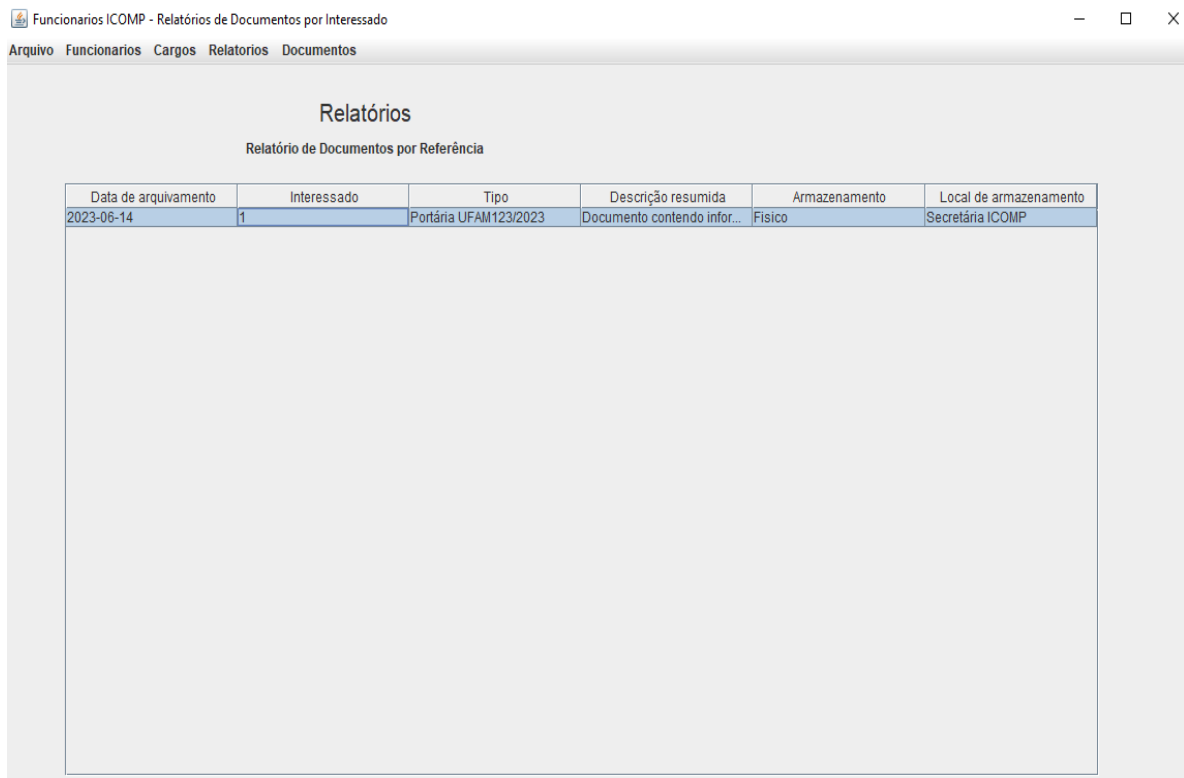 Funcionarios ICOMP - Relatórios de Documentos por Interessado
Arquivo Funcionarios Cargos Relatorios Documentos
Relatórios
Relatório de Documentos por Referência
Data de arquivamento Interessado Tipo Descrição resumida Armazenamento Local de armazenamento
2023-06-14 1 Portária UFAM123/2023 Documento contendo infor... Fisico Secretária ICOMP